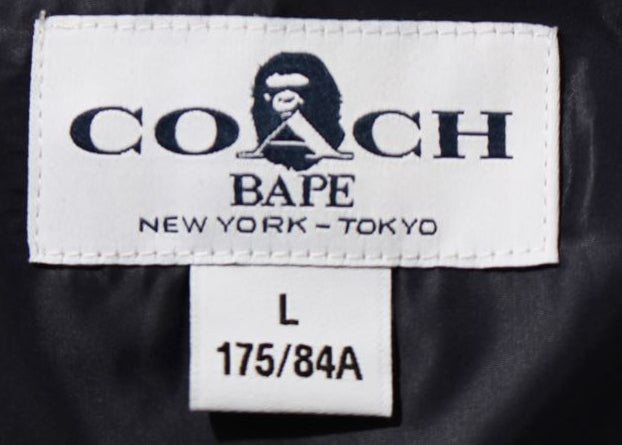 COACH
BAPE
NEW YORK – TOKYO
L
175/84A